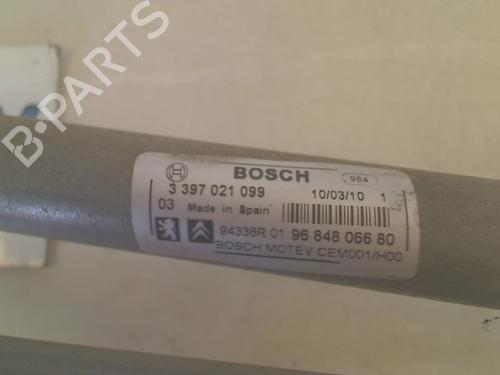 B-PARTS
BOSCH 984
3 397 021 099 10/03/10 1
03 Made in Spain
94338R 01 96 848 066 80
BOSCH MOTEV CEM001/H00